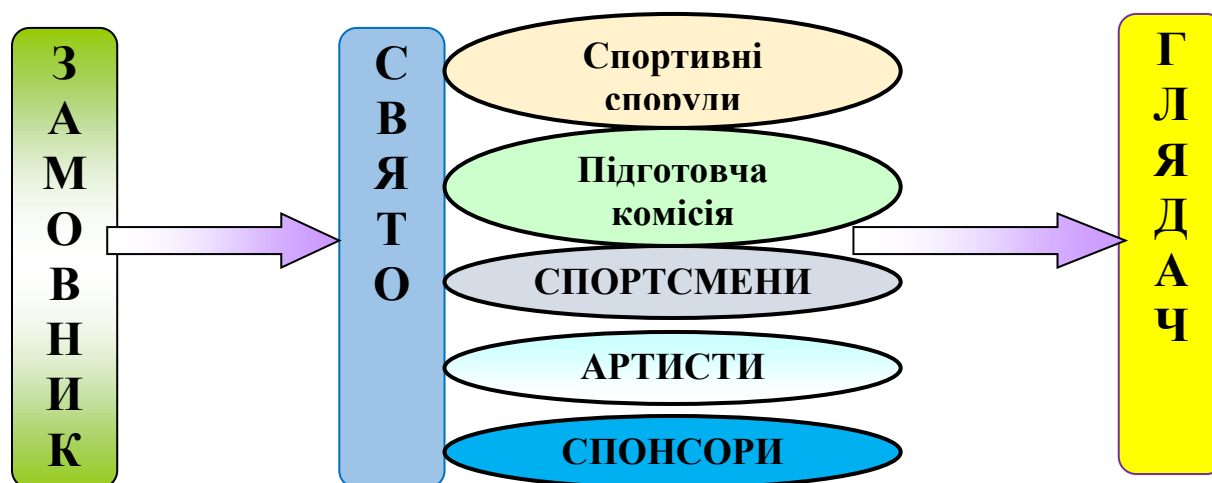 ЗАМОВНИК
СВЯТО
Спортивні
споруди
Підготовча
комісія
СПОРТСМЕНИ
АРТИСТИ
СПОНСОРИ
ГЛЯДАЧ